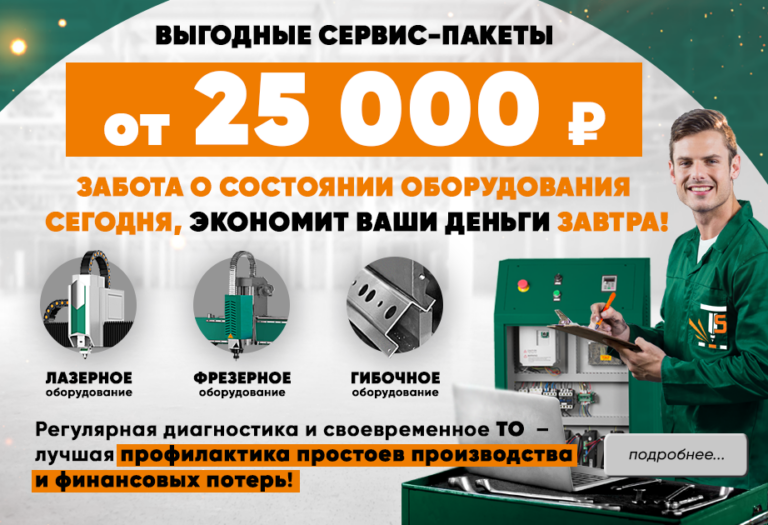 ВЫГОДНЫЕ СЕРВИС-ПАКЕТЫ
от 25 000 ₽
ЗАБОТА О СОСТОЯНИИ ОБОРУДОВАНИЯ
СЕГОДНЯ, ЭКОНОМИТ ВАШИ ДЕНЬГИ ЗАВТРА!
ЛАЗЕРНОЕ
оборудование
ФРЕЗЕРНОЕ
оборудование
ГИБОЧНОЕ
оборудование
Регулярная диагностика и своевременное ТО –
лучшая профилактика простоев производства
и финансовых потерь!
подробнее...